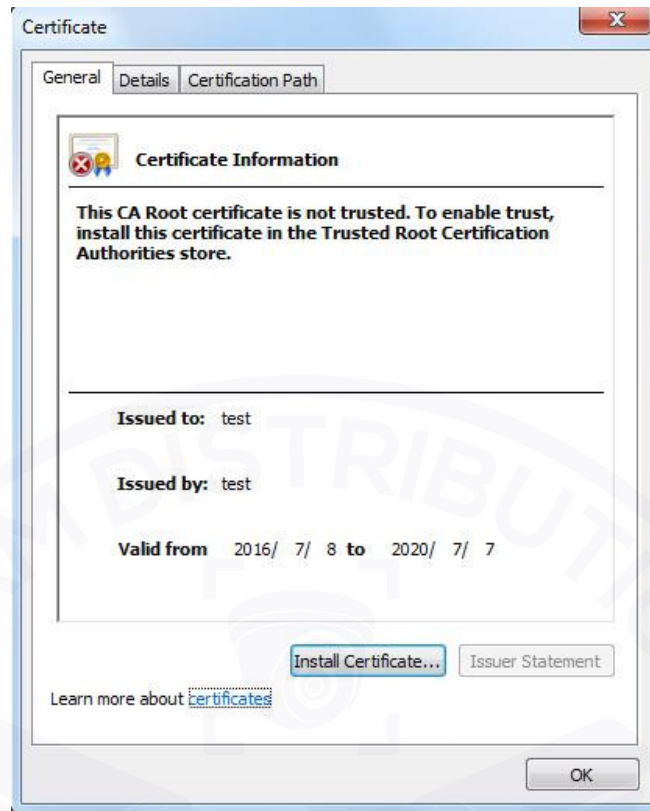 Certificate
General Details Certification Path
Certificate Information
This CA Root certificate is not trusted. To enable trust,
install this certificate in the Trusted Root Certification
Authorities store.
Issued to: test
Issued by: test
Valid from 2016/ 7/ 8 to 2020/ 7/ 7
Install Certificate... Issuer Statement
Learn more about certificates
OK